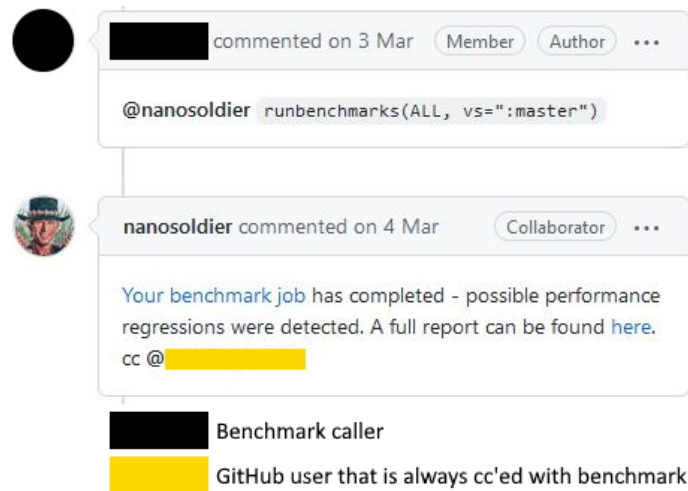 commented on 3 Mar Member Author ...
@nanosoldier runbenchmarks(ALL, vs=":master")
nanosoldier commented on 4 Mar Collaborator ...
Your benchmark job has completed - possible performance
regressions were detected. A full report can be found here.
cc @
Benchmark caller
GitHub user that is always cc'ed with benchmark